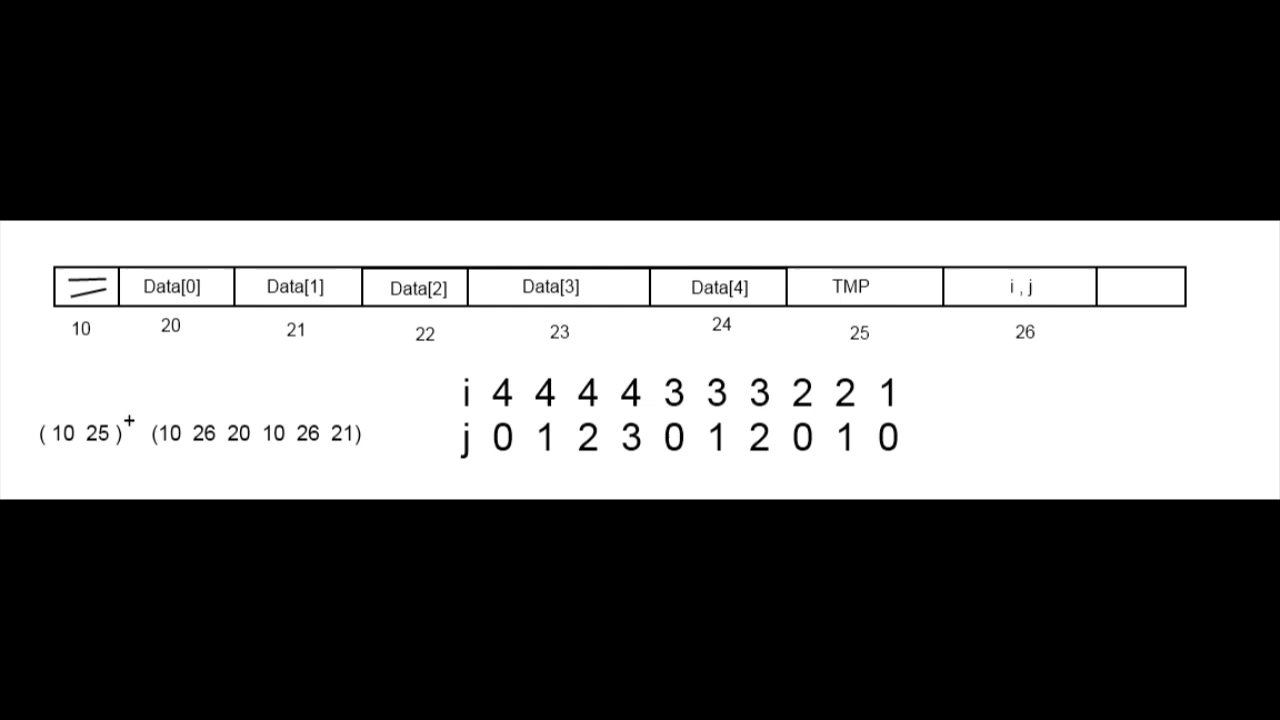 Data[0] Data[1] Data[2] Data[3] Data[4] TMP i , j
10 20 21 22 23 24 25 26
i 4 4 4 4 3 3 3 2 2 1
( 10 25 )+ (10 26 20 10 26 21)
j 0 1 2 3 0 1 2 0 1 0